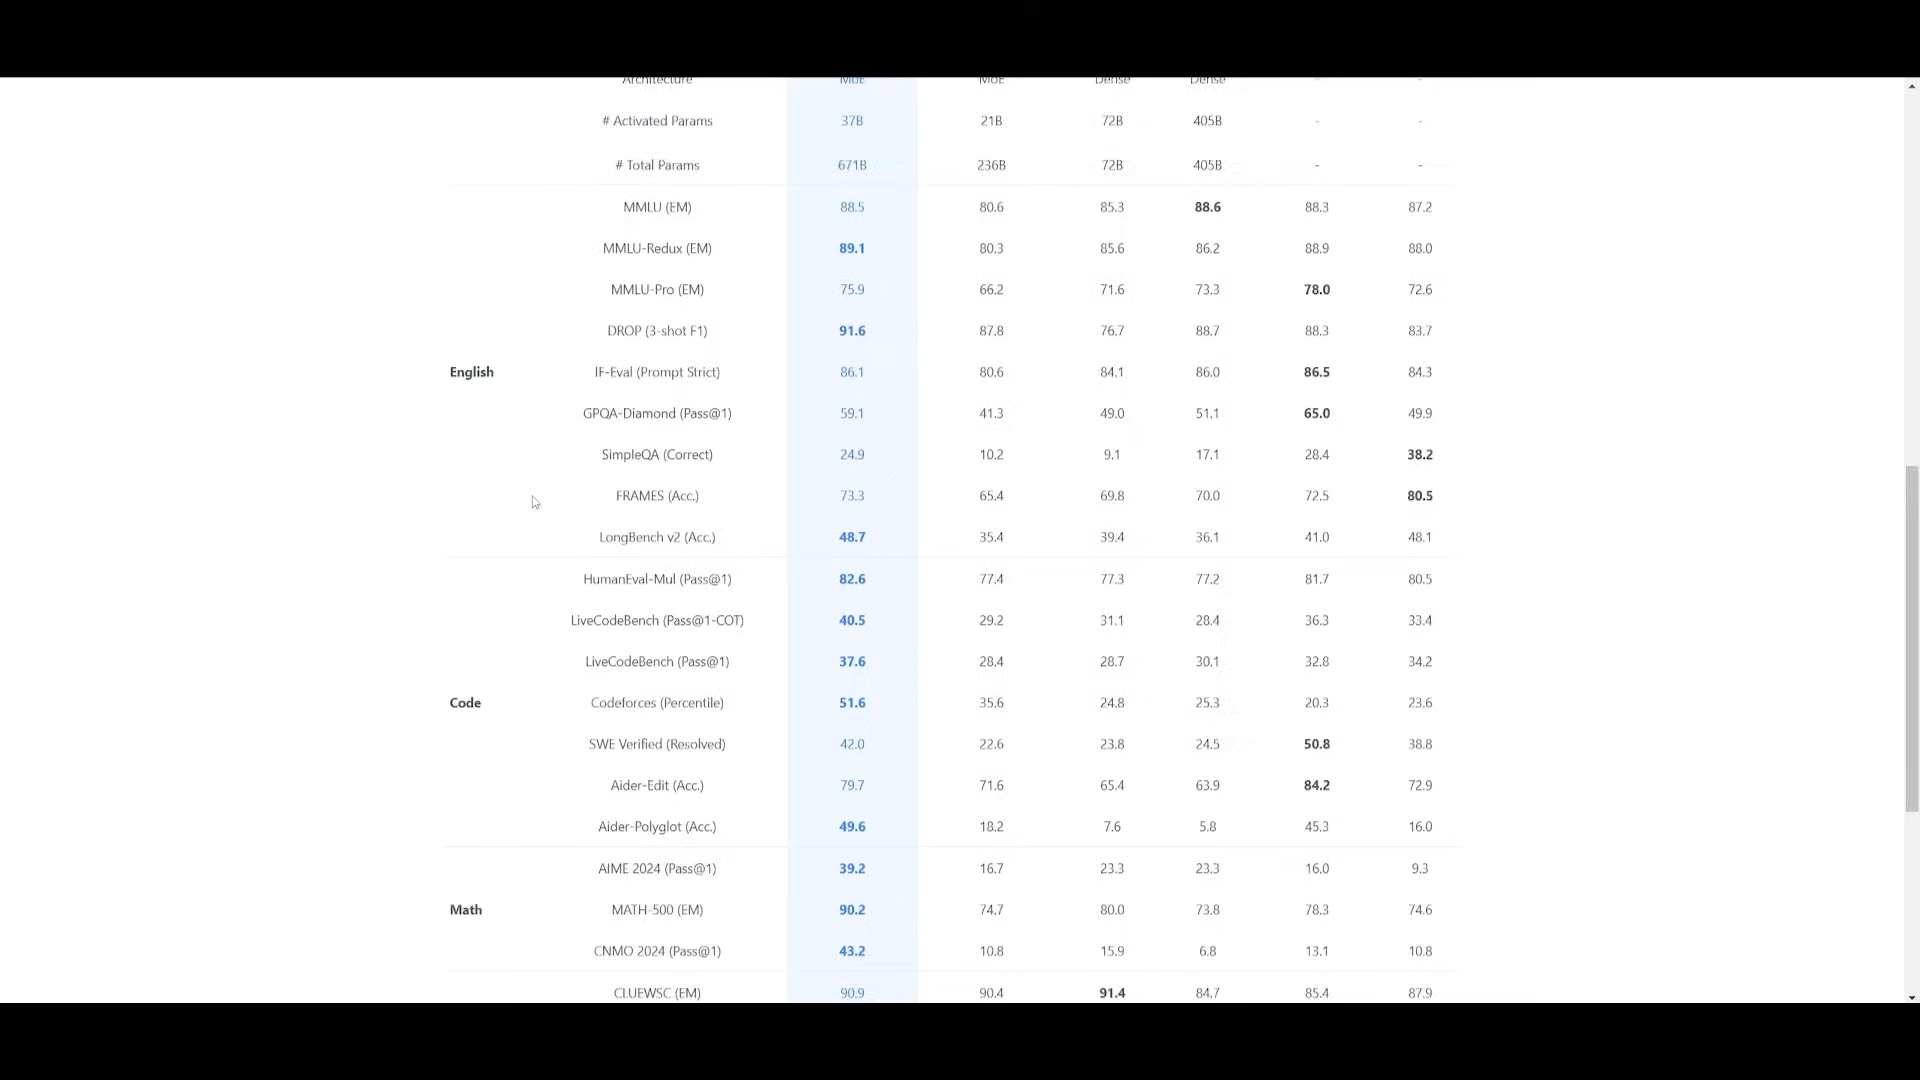 Architecture MoE MoE Dense Dense - -
# Activated Params 37B 21B 72B 405B - -
# Total Params 671B 236B 72B 405B - -
MMLU (EM) 88.5 80.6 85.3 88.6 88.3 87.2
MMLU-Redux (EM) 89.1 80.3 85.6 86.2 88.9 88.0
MMLU-Pro (EM) 75.9 66.2 71.6 73.3 78.0 72.6
DROP (3-shot F1) 91.6 87.8 76.7 88.7 88.3 83.7
English IF-Eval (Prompt Strict) 86.1 80.6 84.1 86.0 86.5 84.3
GPQA-Diamond (Pass@1) 59.1 41.3 49.0 51.1 65.0 49.9
SimpleQA (Correct) 24.9 10.2 9.1 17.1 28.4 38.2
FRAMES (Acc.) 73.3 65.4 69.8 70.0 72.5 80.5
LongBench v2 (Acc.) 48.7 35.4 39.4 36.1 41.0 48.1
HumanEval-Mul (Pass@1) 82.6 77.4 77.3 77.2 81.7 80.5
LiveCodeBench (Pass@1-COT) 40.5 29.2 31.1 28.4 36.3 33.4
LiveCodeBench (Pass@1) 37.6 28.4 28.7 30.1 32.8 34.2
Code Codeforces (Percentile) 51.6 35.6 24.8 25.3 20.3 23.6
SWE Verified (Resolved) 42.0 22.6 23.8 24.5 50.8 38.8
Aider-Edit (Acc.) 79.7 71.6 65.4 63.9 84.2 72.9
Aider-Polyglot (Acc.) 49.6 18.2 7.6 5.8 45.3 16.0
AIME 2024 (Pass@1) 39.2 16.7 23.3 23.3 16.0 9.3
Math MATH-500 (EM) 90.2 74.7 80.0 73.8 78.3 74.6
CNMO 2024 (Pass@1) 43.2 10.8 15.9 6.8 13.1 10.8
CLUEWSC (EM) 90.9 90.4 91.4 84.7 85.4 87.9